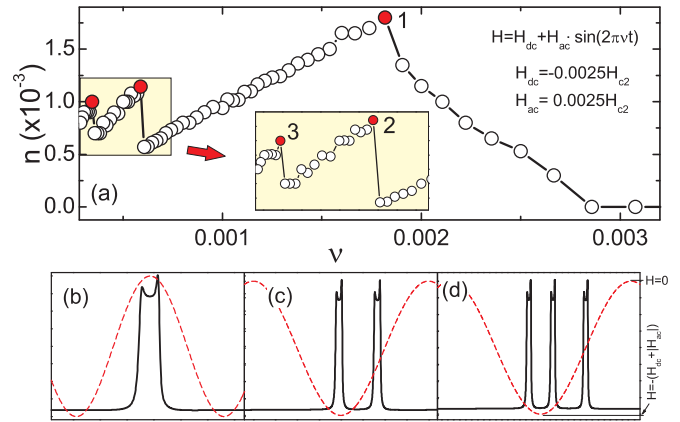 1
H=H_dc+H_ac· sin(2πνt)
H_dc=-0.0025H_c2
H_ac= 0.0025H_c2
n (x10⁻³)
1.5
1.0
0.5
0.0
3
2
(a)
0.001
0.002
0.003
ν
(b)
(c)
(d)
H=0
H=-(H_dc+|H_ac|)